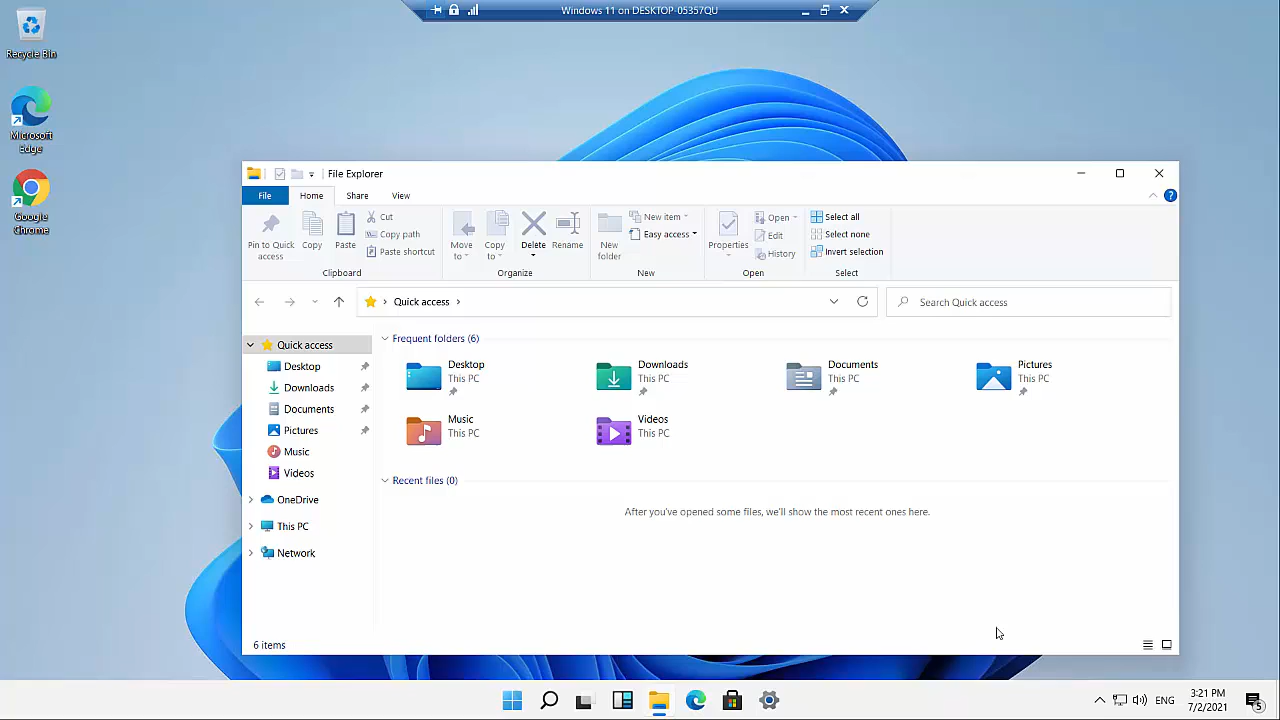 Windows 11 on DESKTOP-05357QU
Recycle Bin
Microsoft
Edge
Google
Chrome
File Explorer
File
Home
Share
View
Pin to Quick
access
Copy
Paste
Cut
Copy path
Paste shortcut
Clipboard
Move
to
Copy
to
Delete
Rename
Organize
New
folder
New item
Easy access
New
Properties
Open
Edit
History
Open
Select all
Select none
Invert selection
Select
Quick access
Search Quick access
Quick access
Desktop
Downloads
Documents
Pictures
Music
Videos
OneDrive
This PC
Network
Frequent folders (6)
Desktop
This PC
Downloads
This PC
Documents
This PC
Pictures
This PC
Music
This PC
Videos
This PC
Recent files (0)
After you've opened some files, we'll show the most recent ones here.
6 items
ENG
3:21 PM
7/2/2021
5